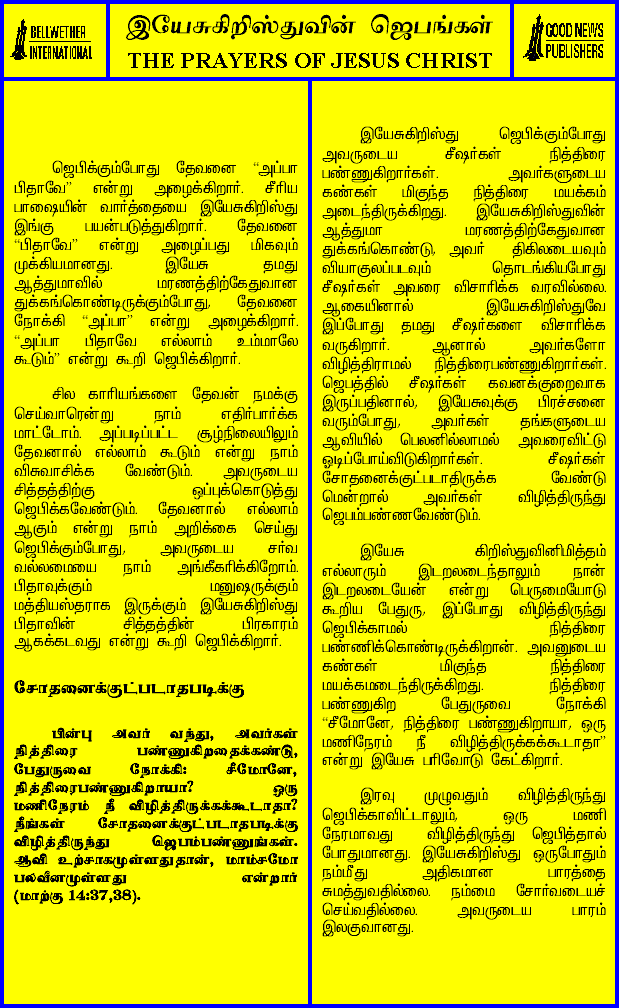 BELLWETHER
INTERNATIONAL
இயேசுகிறிஸ்துவின் ஜெபங்கள்
THE PRAYERS OF JESUS CHRIST
GOOD NEWS
PUBLISHERS
ஜெபிக்கும்போது தேவனை “அப்பா
பிதாவே” என்று அழைக்கிறார். சீரிய
பாஷையின் வார்த்தையை இயேசுகிறிஸ்து
இங்கு பயன்படுத்துகிறார். தேவனை
“பிதாவே” என்று அழைப்பது மிகவும்
முக்கியமானது. இயேசு தமது
ஆத்துமாவில் மரணத்திற்கேதுவான
துக்கங்கொண்டிருக்கும்போது, தேவனை
நோக்கி “அப்பா” என்று அழைக்கிறார்.
“அப்பா பிதாவே எல்லாம் உம்மாலே
கூடும்” என்று கூறி ஜெபிக்கிறார்.
சில காரியங்களை தேவன் நமக்கு
செய்வாரென்று நாம் எதிர்பார்க்க
மாட்டோம். அப்படிப்பட்ட சூழ்நிலையிலும்
தேவனால் எல்லாம் கூடும் என்று நாம்
விசுவாசிக்க வேண்டும். அவருடைய
சித்தத்திற்கு ஒப்புக்கொடுத்து
ஜெபிக்கவேண்டும். தேவனால் எல்லாம்
ஆகும் என்று நாம் அறிக்கை செய்து
ஜெபிக்கும்போது, அவருடைய சர்வ
வல்லமையை நாம் அங்கீகரிக்கிறோம்.
பிதாவுக்கும் மனுஷருக்கும்
மத்தியஸ்தராக இருக்கும் இயேசுகிறிஸ்து
பிதாவின் சித்தத்தின் பிரகாரம்
ஆகக்கடவது என்று கூறி ஜெபிக்கிறார்.
சோதனைக்குட்படாதபடிக்கு
பின்பு அவர் வந்து, அவர்கள்
நித்திரை பண்ணுகிறதைக்கண்டு,
பேதுருவை நோக்கி: சீமோனே,
நித்திரைபண்ணுகிறாயா? ஒரு
மணிநேரம் நீ விழித்திருக்கக்கூடாதா?
நீங்கள் சோதனைக்குட்படாதபடிக்கு
விழித்திருந்து ஜெபம்பண்ணுங்கள்.
ஆவி உற்சாகமுள்ளதுதான், மாம்சமோ
பலவீனமுள்ளது என்றார்
(மாற்கு 14:37,38).
இயேசுகிறிஸ்து ஜெபிக்கும்போது
அவருடைய சீஷர்கள் நித்திரை
பண்ணுகிறார்கள். அவர்களுடைய
கண்கள் மிகுந்த நித்திரை மயக்கம்
அடைந்திருக்கிறது. இயேசுகிறிஸ்துவின்
ஆத்துமா மரணத்திற்கேதுவான
துக்கங்கொண்டு, அவர் திகிலடையவும்
வியாகுலப்படவும் தொடங்கியபோது
சீஷர்கள் அவரை விசாரிக்க வரவில்லை.
ஆகையினால் இயேசுகிறிஸ்துவே
இப்போது தமது சீஷர்களை விசாரிக்க
வருகிறார். ஆனால் அவர்களோ
விழித்திராமல் நித்திரைபண்ணுகிறார்கள்.
ஜெபத்தில் சீஷர்கள் கவனக்குறைவாக
இருப்பதினால், இயேசுவுக்கு பிரச்சனை
வரும்போது, அவர்கள் தங்களுடைய
ஆவியில் பெலனில்லாமல் அவரைவிட்டு
ஓடிப்போய்விடுகிறார்கள். சீஷர்கள்
சோதனைக்குட்படாதிருக்க வேண்டு
மென்றால் அவர்கள் விழித்திருந்து
ஜெபம்பண்ணவேண்டும்.
இயேசு கிறிஸ்துவினிமித்தம்
எல்லாரும் இடறலடைந்தாலும் நான்
இடறலடையேன் என்று பெருமையோடு
கூறிய பேதுரு, இப்போது விழித்திருந்து
ஜெபிக்காமல் நித்திரை
பண்ணிக்கொண்டிருக்கிறான். அவனுடைய
கண்கள் மிகுந்த நித்திரை
மயக்கமடைந்திருக்கிறது. நித்திரை
பண்ணுகிற பேதுருவை நோக்கி
“சீமோனே, நித்திரை பண்ணுகிறாயா, ஒரு
மணிநேரம் நீ விழித்திருக்கக்கூடாதா”
என்று இயேசு பரிவோடு கேட்கிறார்.
இரவு முழுவதும் விழித்திருந்து
ஜெபிக்காவிட்டாலும், ஒரு மணி
நேரமாவது விழித்திருந்து ஜெபித்தால்
போதுமானது. இயேசுகிறிஸ்து ஒருபோதும்
நம்மீது அதிகமான பாரத்தை
சுமத்துவதில்லை. நம்மை சோர்வடையச்
செய்வதில்லை. அவருடைய பாரம்
இலகுவானது.